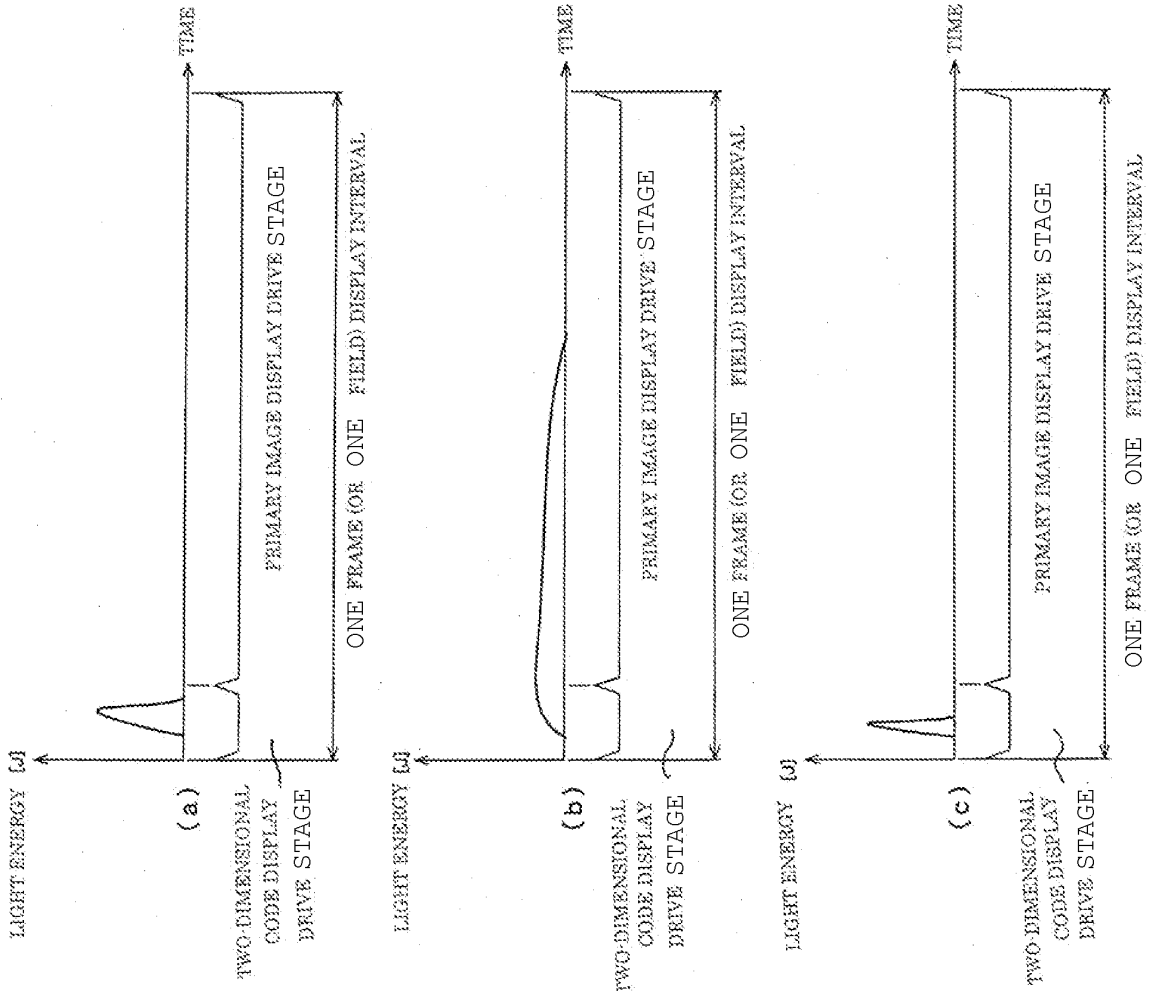 LIGHT ENERGY [J]
TIME
(a)
TWO-DIMENSIONAL
CODE DISPLAY
DRIVE STAGE
PRIMARY IMAGE DISPLAY DRIVE STAGE
ONE FRAME (OR ONE FIELD) DISPLAY INTERVAL
LIGHT ENERGY [J]
TIME
(b)
TWO-DIMENSIONAL
CODE DISPLAY
DRIVE STAGE
PRIMARY IMAGE DISPLAY DRIVE STAGE
ONE FRAME (OR ONE FIELD) DISPLAY INTERVAL
LIGHT ENERGY [J]
TIME
(c)
TWO-DIMENSIONAL
CODE DISPLAY
DRIVE STAGE
PRIMARY IMAGE DISPLAY DRIVE STAGE
ONE FRAME (OR ONE FIELD) DISPLAY INTERVAL